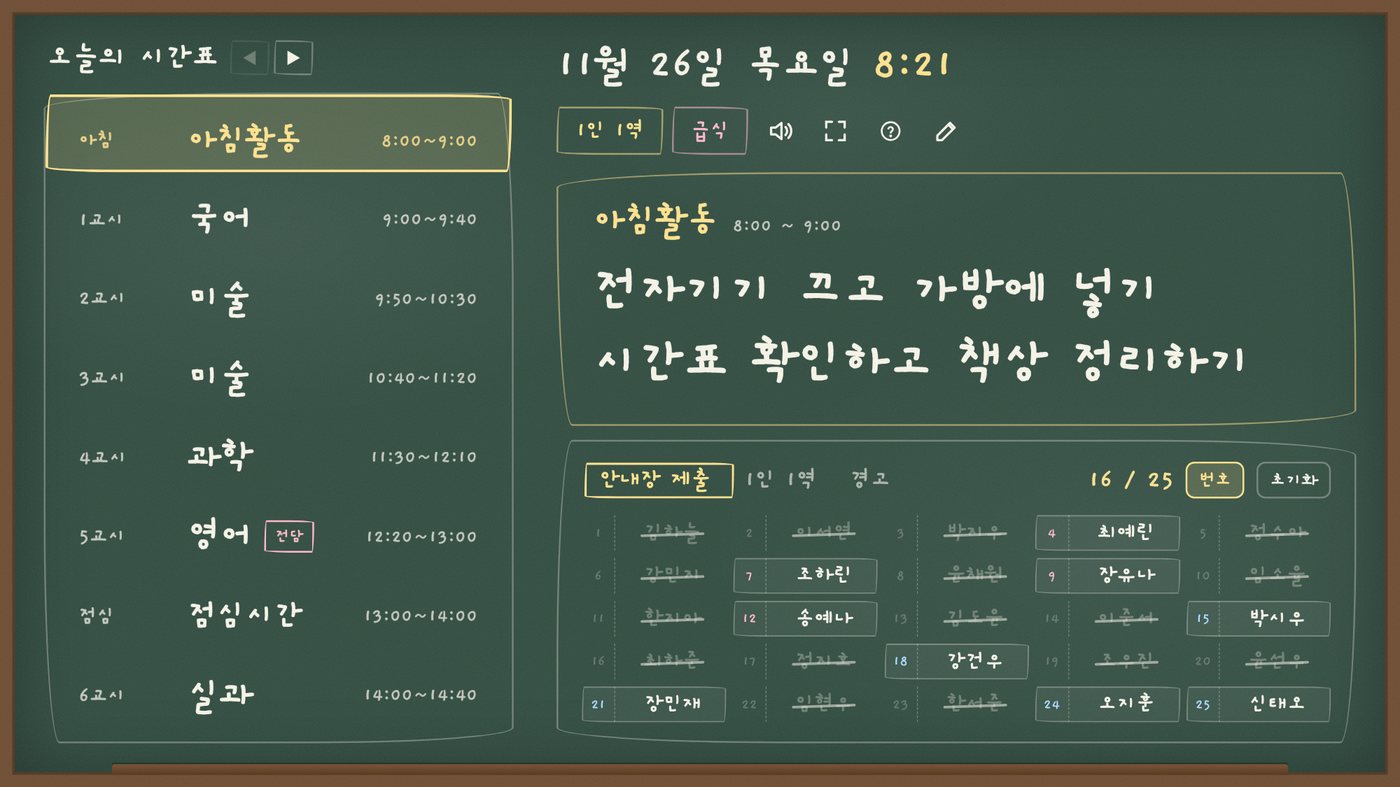 오늘의 시간표 ◀ ▶
아침 아침활동 8:00~9:00
1교시 국어 9:00~9:40
2교시 미술 9:50~10:30
3교시 미술 10:40~11:20
4교시 과학 11:30~12:10
5교시 영어 전담 12:20~13:00
점심 점심시간 13:00~14:00
6교시 실과 14:00~14:40
11월 26일 목요일 8:21
1인 1역 급식
아침활동 8:00 ~ 9:00
전자기기 끄고 가방에 넣기
시간표 확인하고 책상 정리하기
안내장 제출 1인 1역 경고 16 / 25 번호 초기화
1 김하늘 2 이서연 3 박지우 4 최예린 5 정수아
6 강민지 7 조하린 8 윤채원 9 장유나 10 임소율
11 한지아 12 송예나 13 김도윤 14 이준서 15 박시우
16 최하준 17 정지호 18 강건우 19 조우진 20 윤선우
21 장민재 22 임현우 23 한서준 24 오지훈 25 신태오